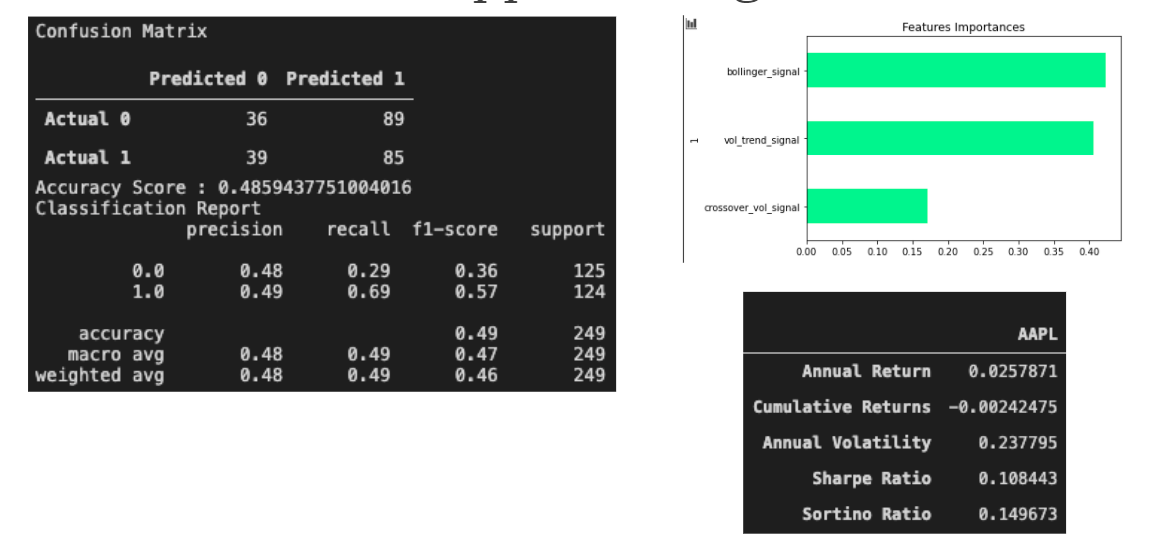 Confusion Matrix
Predicted 0 Predicted 1
Actual 0 36 89
Actual 1 39 85
Accuracy Score : 0.4859437751004016
Classification Report
precision recall f1-score support
0.0 0.48 0.29 0.36 125
1.0 0.49 0.69 0.57 124
accuracy 0.49 249
macro avg 0.48 0.49 0.47 249
weighted avg 0.48 0.49 0.46 249
Features Importances
bollinger_signal
vol_trend_signal
crossover_vol_signal
1
0.00 0.05 0.10 0.15 0.20 0.25 0.30 0.35 0.40
AAPL
Annual Return 0.0257871
Cumulative Returns -0.00242475
Annual Volatility 0.237795
Sharpe Ratio 0.108443
Sortino Ratio 0.149673